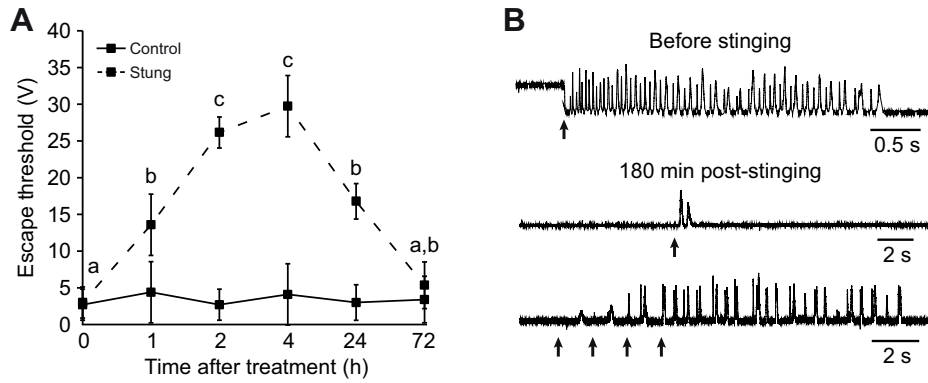 A
Escape threshold (V)
40
35
30
25
20
15
10
5
0
Control
Stung
a
b
c
c
b
a,b
0 1 2 4 24 72
Time after treatment (h)
B
Before stinging
0.5 s
180 min post-stinging
2 s
2 s